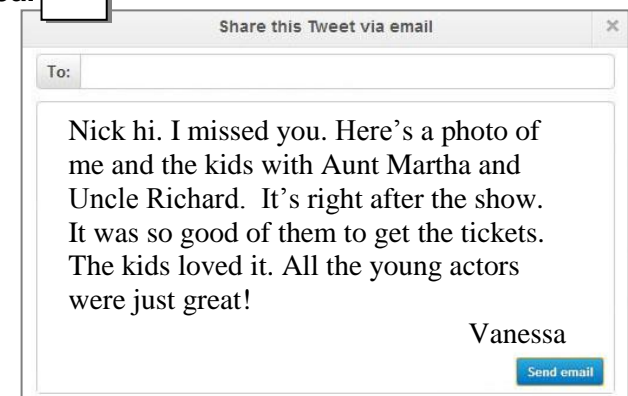 Share this Tweet via email
To:
Nick hi. I missed you. Here’s a photo of
me and the kids with Aunt Martha and
Uncle Richard.  It’s right after the show.
It was so good of them to get the tickets.
The kids loved it. All the young actors
were just great!
Vanessa
Send email